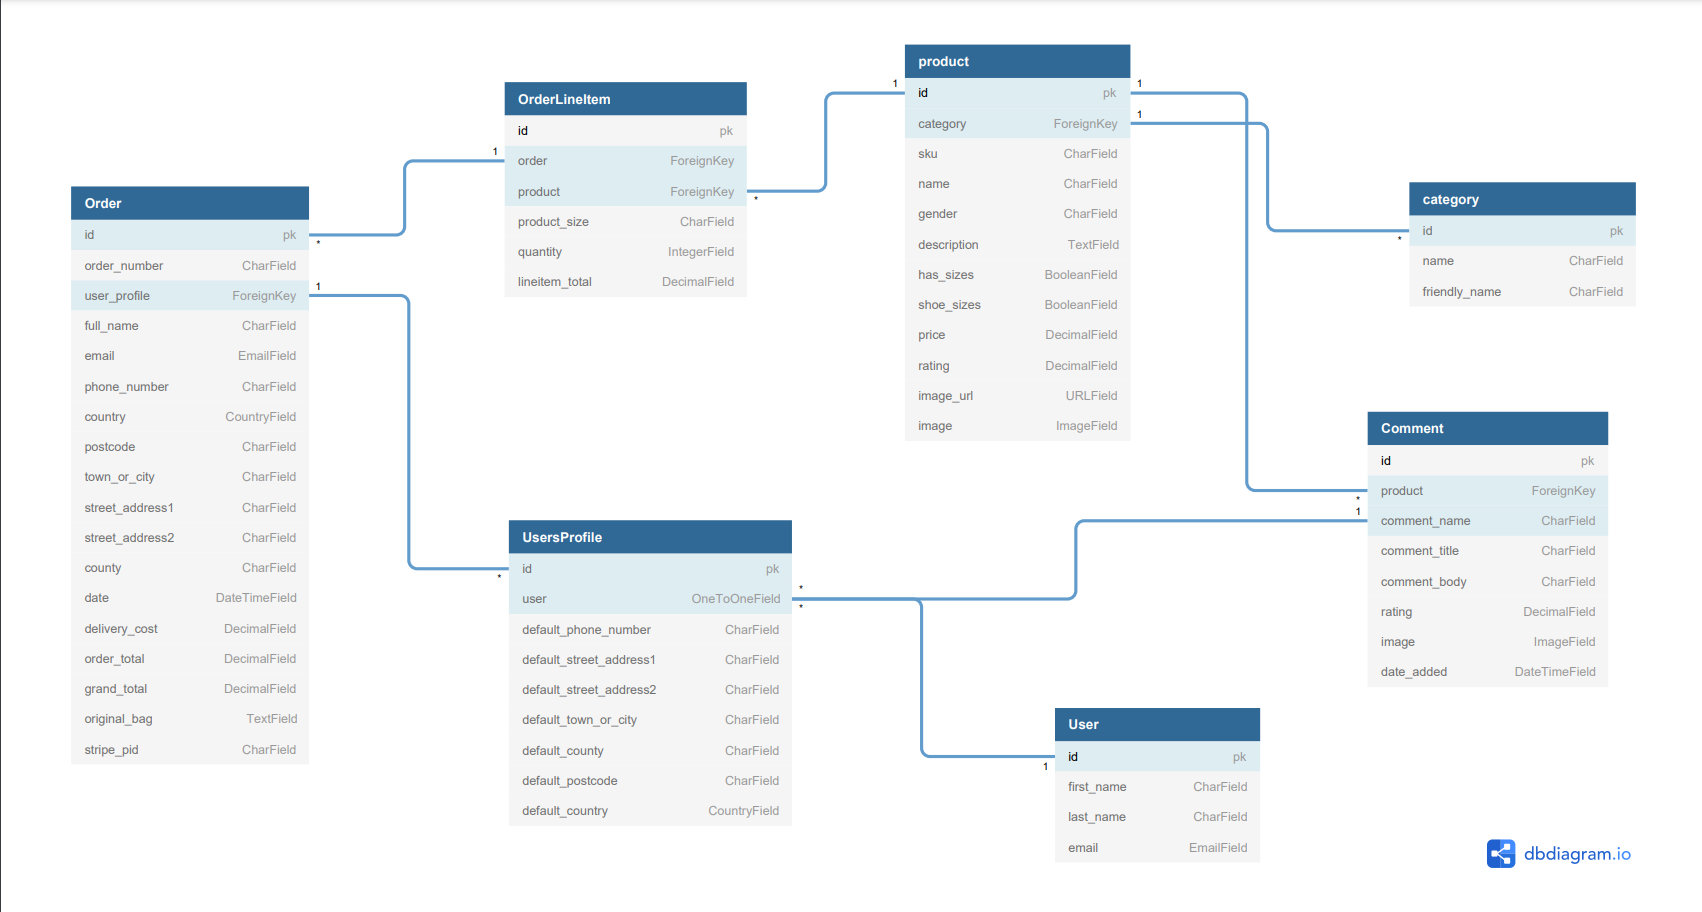 Order
id pk
order_number CharField
user_profile ForeignKey
full_name CharField
email EmailField
phone_number CharField
country CountryField
postcode CharField
town_or_city CharField
street_address1 CharField
street_address2 CharField
county CharField
date DateTimeField
delivery_cost DecimalField
order_total DecimalField
grand_total DecimalField
original_bag TextField
stripe_pid CharField
*
1
OrderLineItem
id pk
order ForeignKey
product ForeignKey
product_size CharField
quantity IntegerField
lineitem_total DecimalField
1
*
UsersProfile
id pk
user OneToOneField
default_phone_number CharField
default_street_address1 CharField
default_street_address2 CharField
default_town_or_city CharField
default_county CharField
default_postcode CharField
default_country CountryField
*
*
*
product
id pk
category ForeignKey
sku CharField
name CharField
gender CharField
description TextField
has_sizes BooleanField
shoe_sizes BooleanField
price DecimalField
rating DecimalField
image_url URLField
image ImageField
1
1
1
category
id pk
name CharField
friendly_name CharField
*
Comment
id pk
product ForeignKey
comment_name CharField
comment_title CharField
comment_body CharField
rating DecimalField
image ImageField
date_added DateTimeField
*
1
User
id pk
first_name CharField
last_name CharField
email EmailField
1
dbdiagram.io